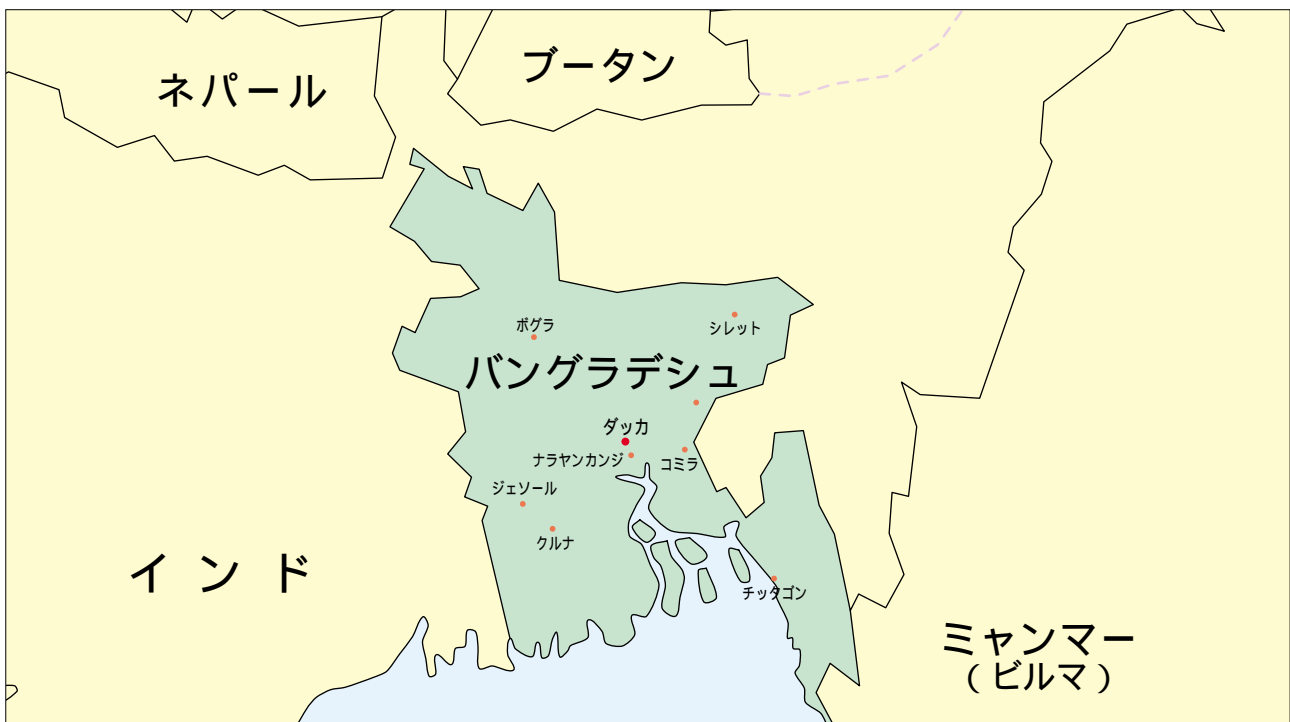 ネパール
ブータン
ボグラ
シレット
バングラデシュ
ダッカ
ナラヤンカンジ
コミラ
ジェソール
クルナ
インド
チッタゴン
ミャンマー
(ビルマ)